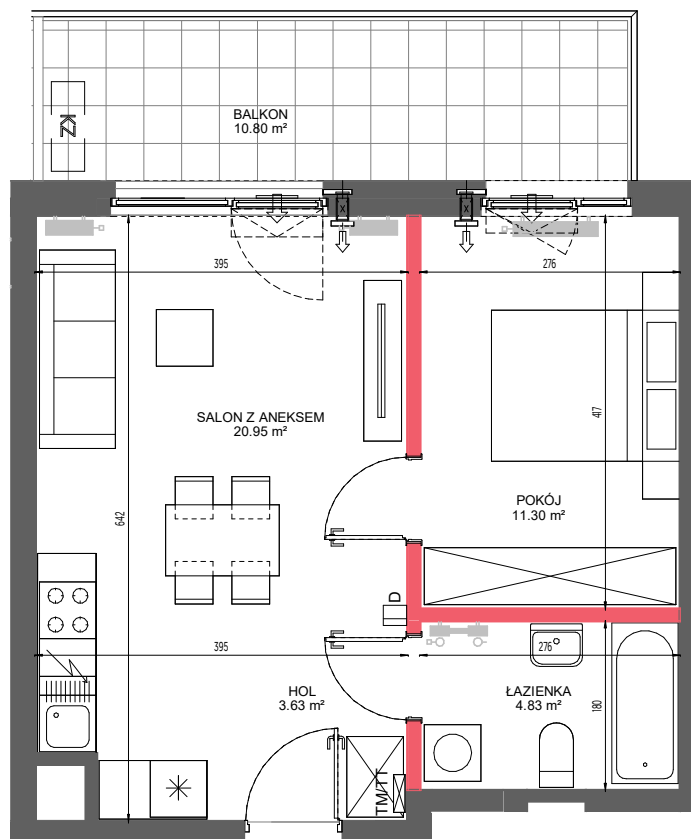 KZ
BALKON
10.80 m²
395
276
SALON Z ANEKSEM
20.95 m²
417
POKÓJ
11.30 m²
642
D
395
276
HOL
3.63 m²
ŁAZIENKA
4.83 m²
180
TM/TT